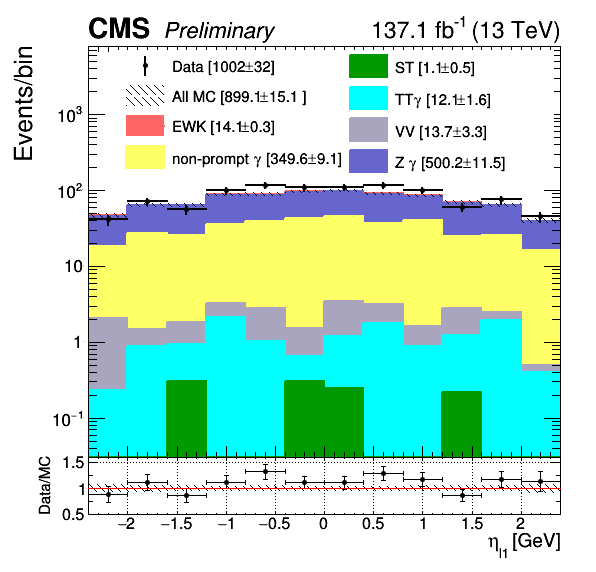 CMS Preliminary 137.1 fb⁻¹ (13 TeV)
Events/bin
Data [1002±32]
All MC [899.1±15.1 ]
EWK [14.1±0.3]
non-prompt γ [349.6±9.1]
ST [1.1±0.5]
TTγ [12.1±1.6]
VV [13.7±3.3]
Z γ [500.2±11.5]
10³
10²
10
1
10⁻¹
Data/MC
1.5
1
0.5
−2 −1.5 −1 −0.5 0 0.5 1 1.5 2
η_l1 [GeV]